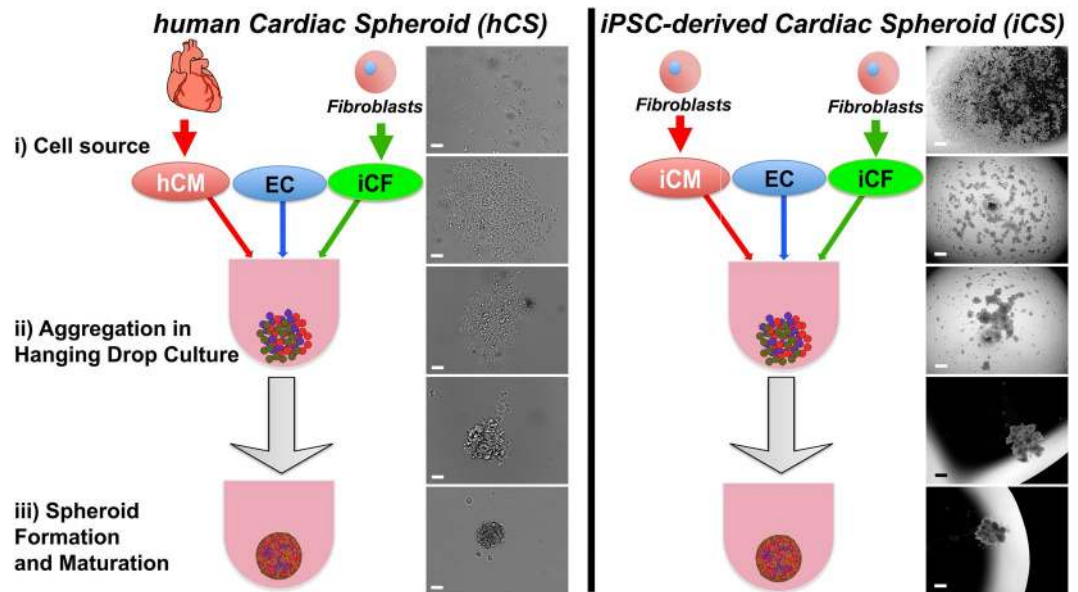 human Cardiac Spheroid (hCS)
Fibroblasts
i) Cell source
hCM
EC
iCF
ii) Aggregation in
Hanging Drop Culture
iii) Spheroid
Formation
and Maturation
iPSC-derived Cardiac Spheroid (iCS)
Fibroblasts
Fibroblasts
iCM
EC
iCF